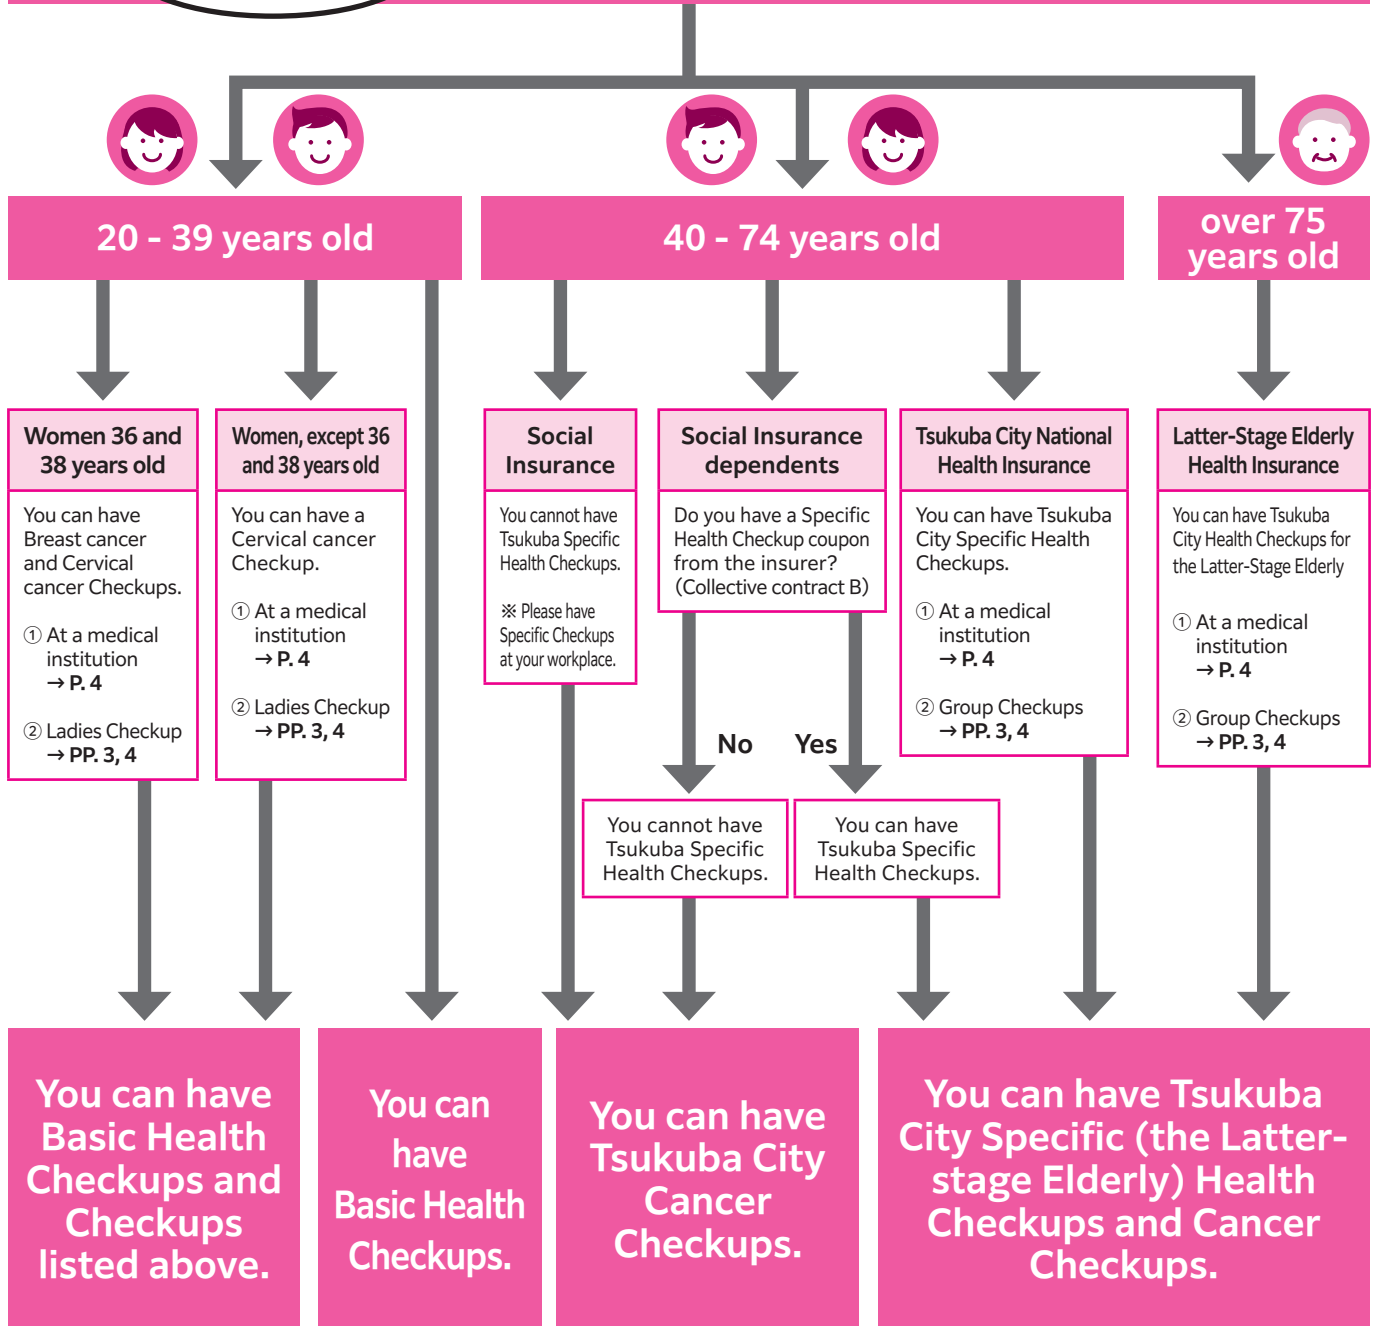 20 - 39 years old
40 - 74 years old
over 75
years old
Women 36 and
38 years old
You can have
Breast cancer
and Cervical
cancer Checkups.
① At a medical
institution
→ P. 4
② Ladies Checkup
→ PP. 3, 4
Women, except 36
and 38 years old
You can have a
Cervical cancer
Checkup.
① At a medical
institution
→ P. 4
② Ladies Checkup
→ PP. 3, 4
Social
Insurance
You cannot have
Tsukuba Specific
Health Checkups.
※ Please have
Specific Checkups
at your workplace.
Social Insurance
dependents
Do you have a Specific
Health Checkup coupon
from the insurer?
(Collective contract B)
No
Yes
You cannot have
Tsukuba Specific
Health Checkups.
You can have
Tsukuba Specific
Health Checkups.
Tsukuba City National
Health Insurance
You can have Tsukuba
City Specific Health
Checkups.
① At a medical
institution
→ P. 4
② Group Checkups
→ PP. 3, 4
Latter-Stage Elderly
Health Insurance
You can have Tsukuba
City Health Checkups for
the Latter-Stage Elderly
① At a medical
institution
→ P. 4
② Group Checkups
→ PP. 3, 4
You can have
Basic Health
Checkups and
Checkups
listed above.
You can
have
Basic Health
Checkups.
You can have
Tsukuba City
Cancer
Checkups.
You can have Tsukuba
City Specific (the Latter-
stage Elderly) Health
Checkups and Cancer
Checkups.